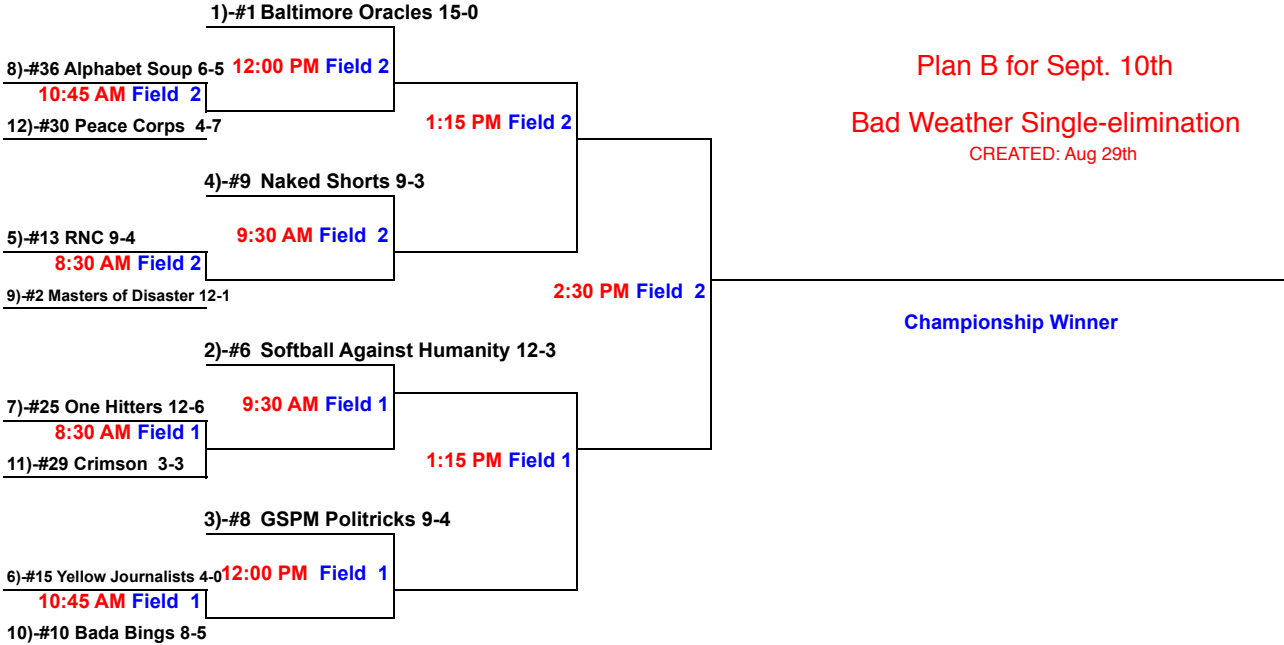 1)-#1 Baltimore Oracles 15-0
8)-#36 Alphabet Soup 6-5 12:00 PM Field 2
10:45 AM Field 2
12)-#30 Peace Corps 4-7
1:15 PM Field 2
4)-#9 Naked Shorts 9-3
5)-#13 RNC 9-4
9:30 AM Field 2
8:30 AM Field 2
9)-#2 Masters of Disaster 12-1
2:30 PM Field 2
2)-#6 Softball Against Humanity 12-3
7)-#25 One Hitters 12-6
9:30 AM Field 1
8:30 AM Field 1
11)-#29 Crimson 3-3
1:15 PM Field 1
3)-#8 GSPM Politricks 9-4
6)-#15 Yellow Journalists 4-0 12:00 PM Field 1
10:45 AM Field 1
10)-#10 Bada Bings 8-5
Plan B for Sept. 10th
Bad Weather Single-elimination
CREATED: Aug 29th
Championship Winner